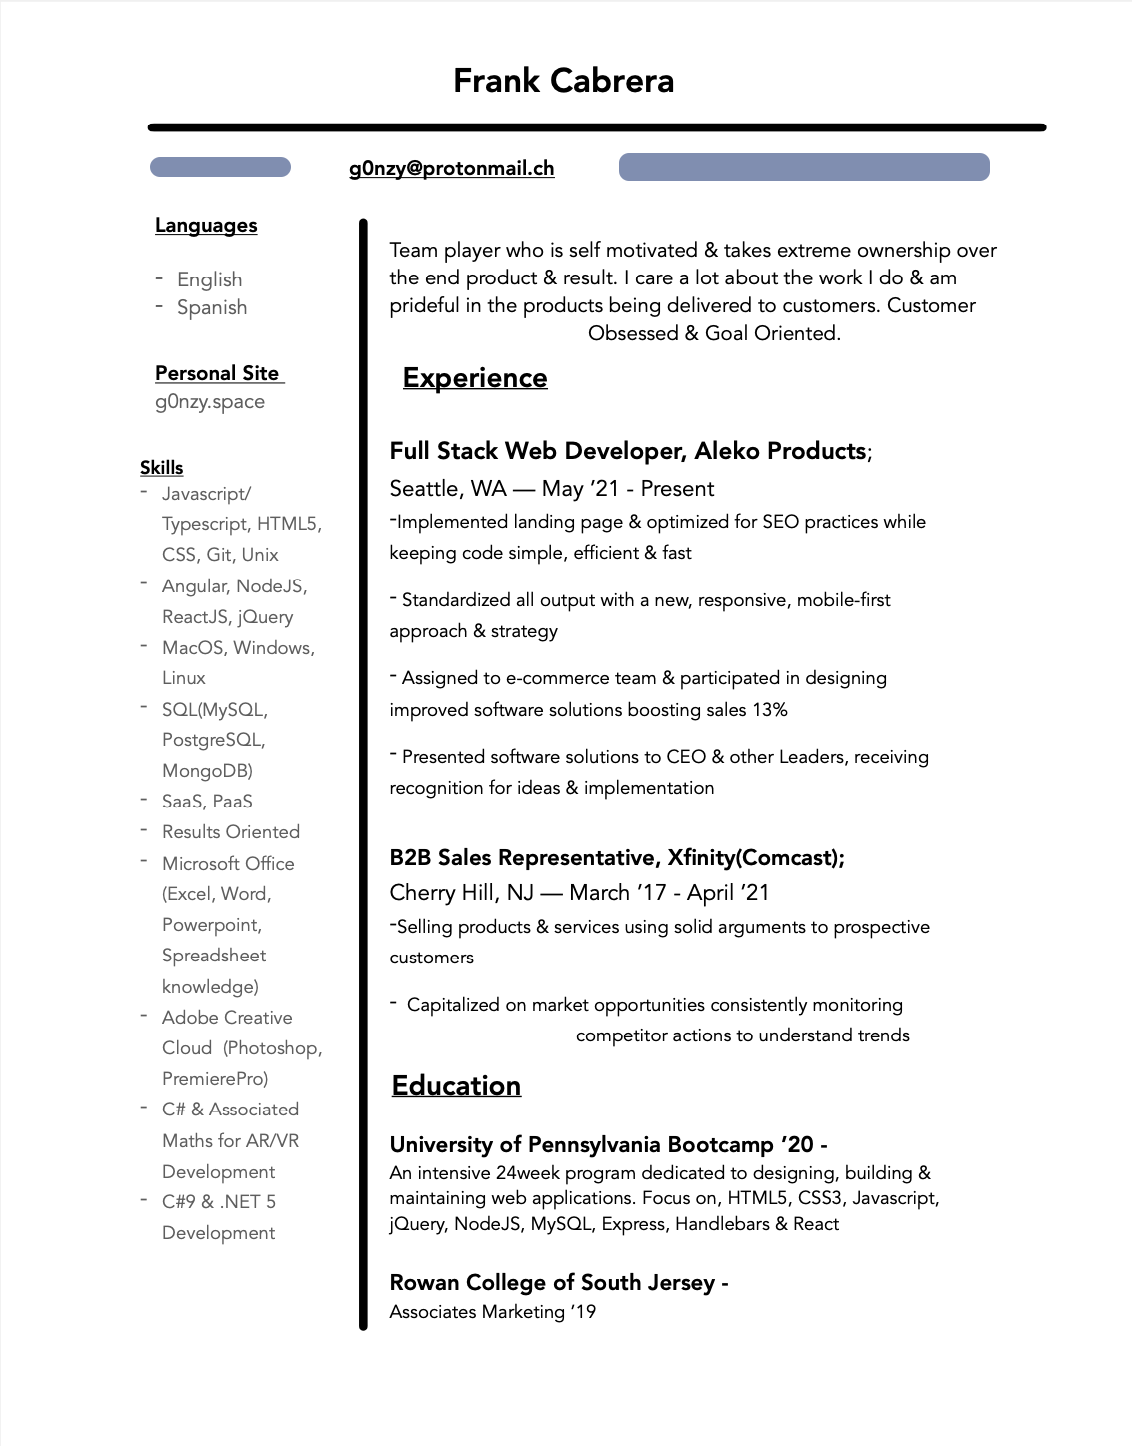 Frank Cabrera
g0nzy@protonmail.ch
Languages
- English
- Spanish
Personal Site
g0nzy.space
Skills
- Javascript/
Typescript, HTML5,
CSS, Git, Unix
- Angular, NodeJS,
ReactJS, jQuery
- MacOS, Windows,
Linux
- SQL(MySQL,
PostgreSQL,
MongoDB)
- SaaS, PaaS
- Results Oriented
- Microsoft Office
(Excel, Word,
Powerpoint,
Spreadsheet
knowledge)
- Adobe Creative
Cloud (Photoshop,
PremierePro)
- C# & Associated
Maths for AR/VR
Development
- C#9 & .NET 5
Development
Team player who is self motivated & takes extreme ownership over
the end product & result. I care a lot about the work I do & am
prideful in the products being delivered to customers. Customer
Obsessed & Goal Oriented.
Experience
Full Stack Web Developer, Aleko Products;
Seattle, WA — May ’21 - Present
-Implemented landing page & optimized for SEO practices while
keeping code simple, efficient & fast
- Standardized all output with a new, responsive, mobile-first
approach & strategy
- Assigned to e-commerce team & participated in designing
improved software solutions boosting sales 13%
- Presented software solutions to CEO & other Leaders, receiving
recognition for ideas & implementation
B2B Sales Representative, Xfinity(Comcast);
Cherry Hill, NJ — March ’17 - April ’21
-Selling products & services using solid arguments to prospective
customers
- Capitalized on market opportunities consistently monitoring
competitor actions to understand trends
Education
University of Pennsylvania Bootcamp ’20 -
An intensive 24week program dedicated to designing, building &
maintaining web applications. Focus on, HTML5, CSS3, Javascript,
jQuery, NodeJS, MySQL, Express, Handlebars & React
Rowan College of South Jersey -
Associates Marketing ’19